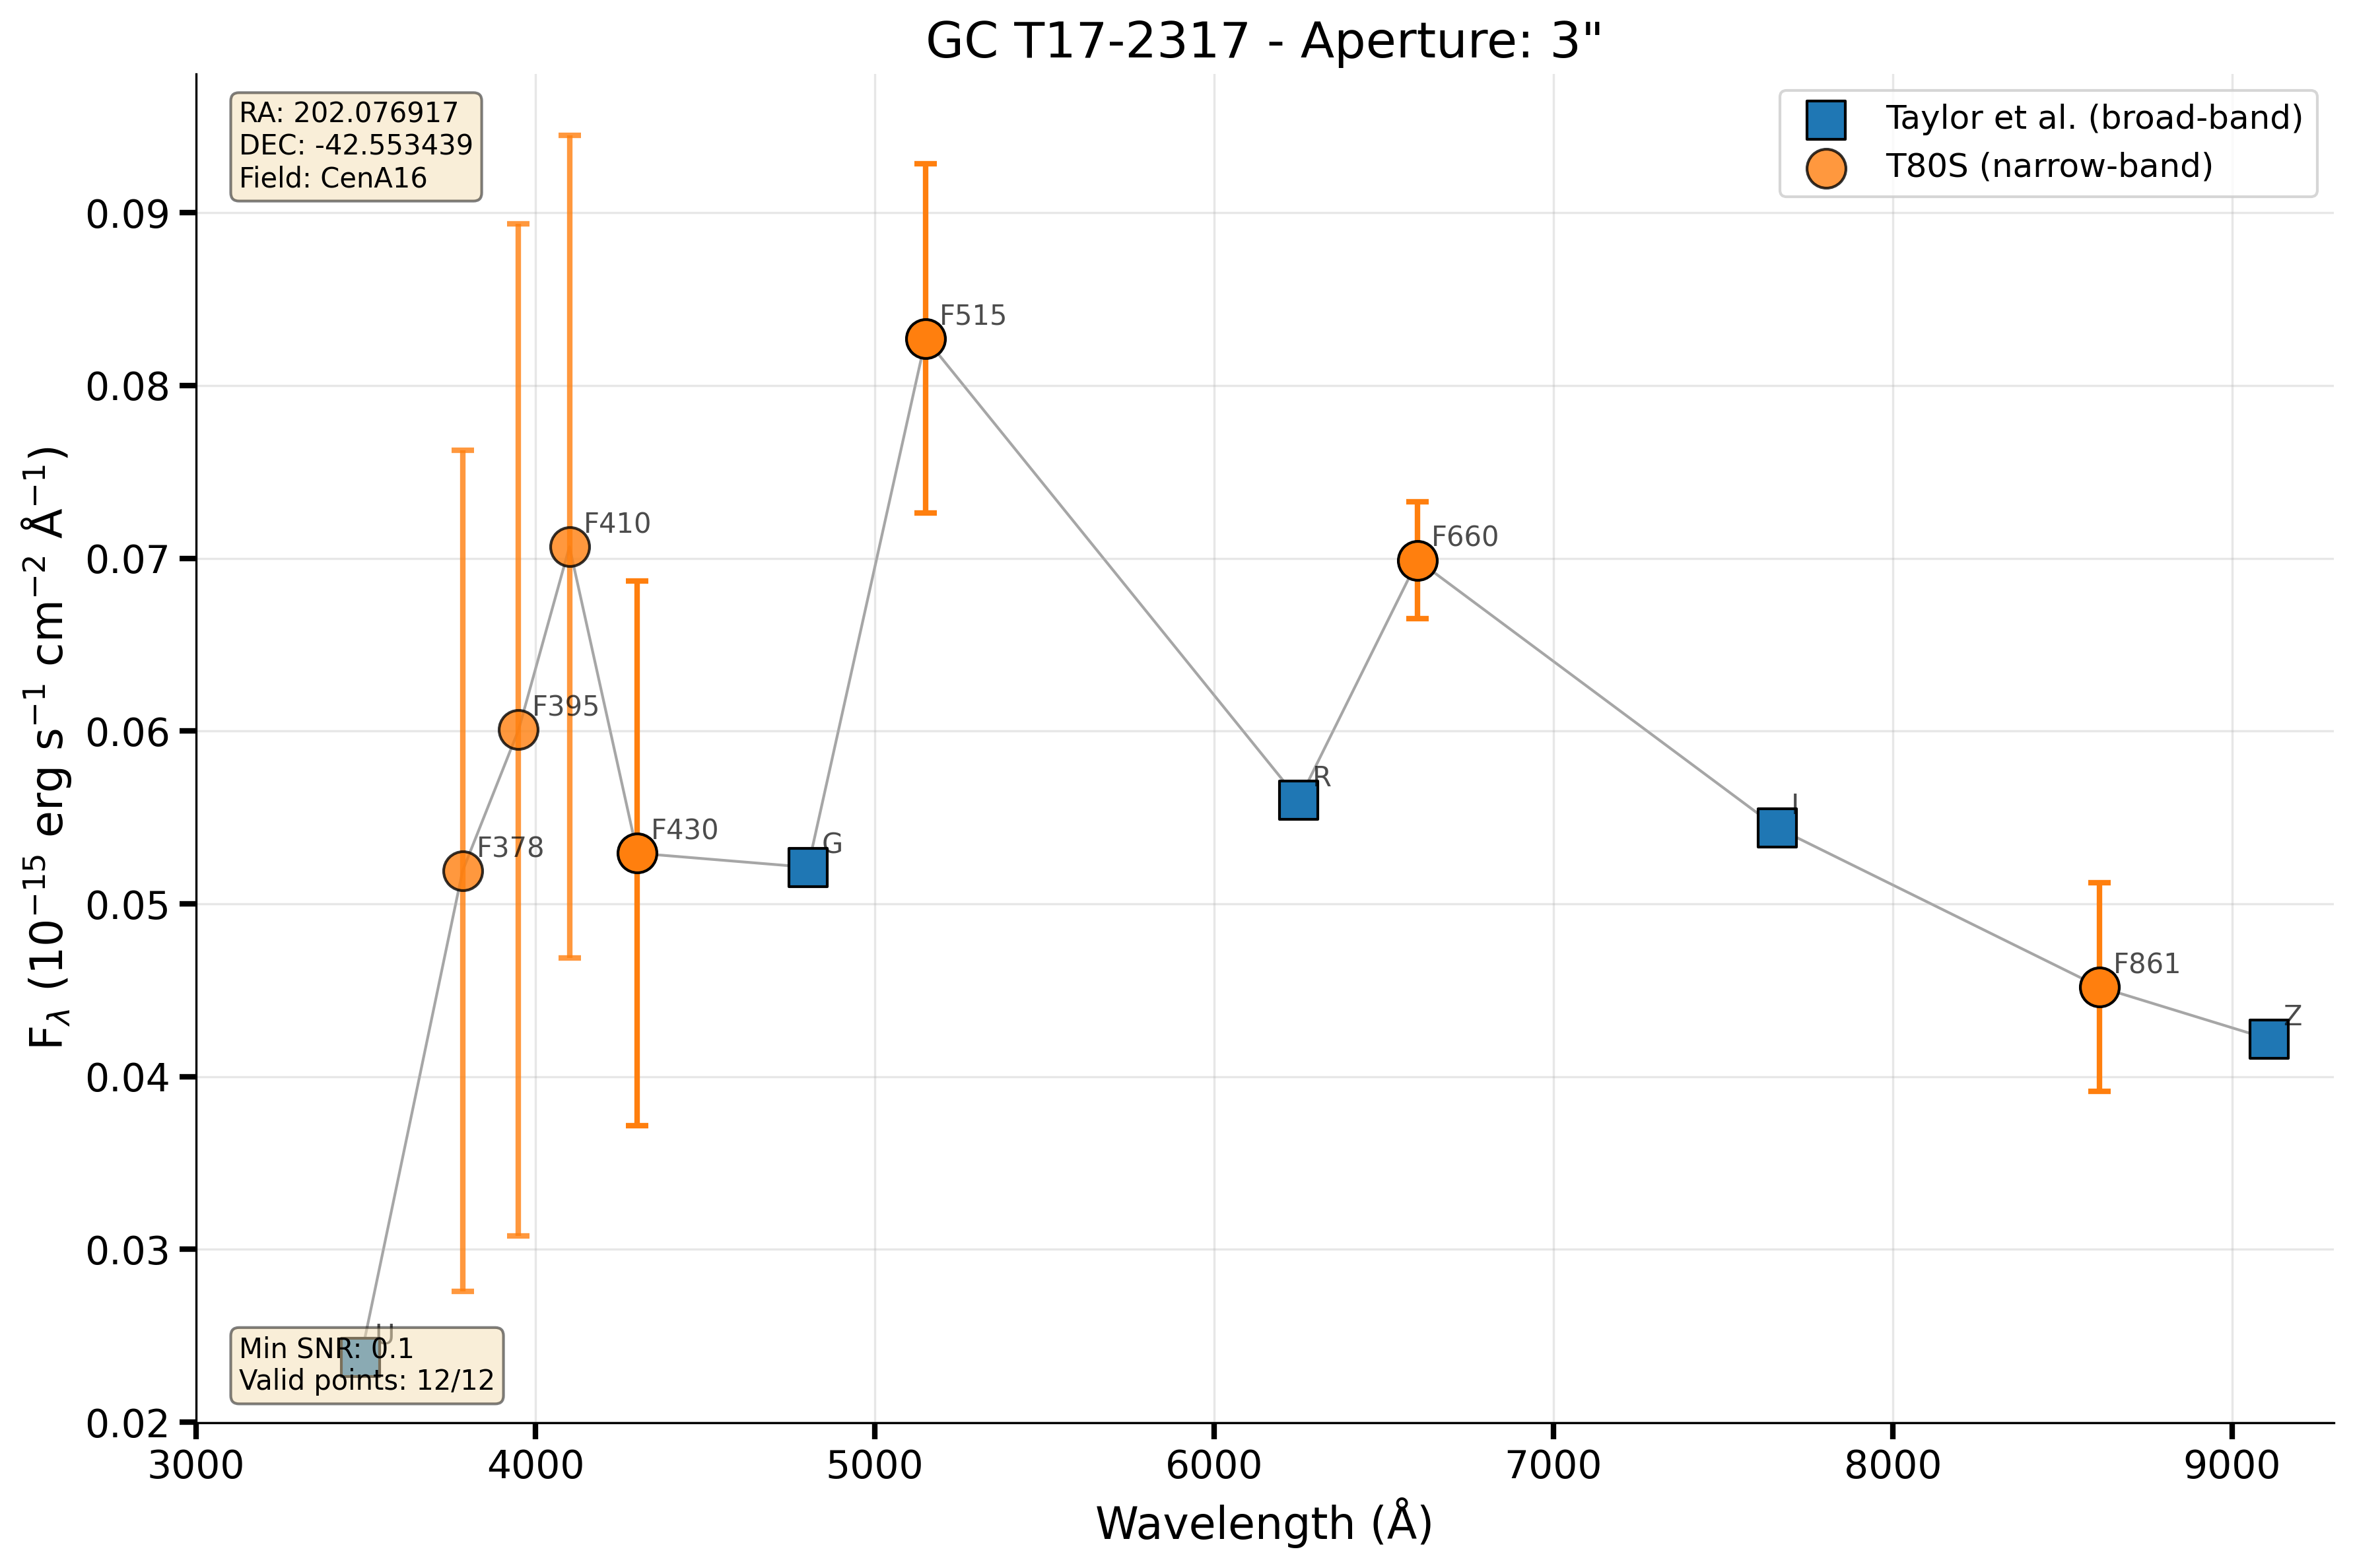 GC T17-2317 - Aperture: 3"
RA: 202.076917
DEC: -42.553439
Field: CenA16
Taylor et al. (broad-band)
T80S (narrow-band)
0.09
0.08
0.07
0.06
0.05
0.04
0.03
0.02
F$_λ$ (10$^{-15}$ erg s$^{-1}$ cm$^{-2}$ Å$^{-1}$)
F515
F410
F660
F395
R
I
F430
G
F378
F861
Z
U
Min SNR: 0.1
Valid points: 12/12
3000 4000 5000 6000 7000 8000 9000
Wavelength (Å)